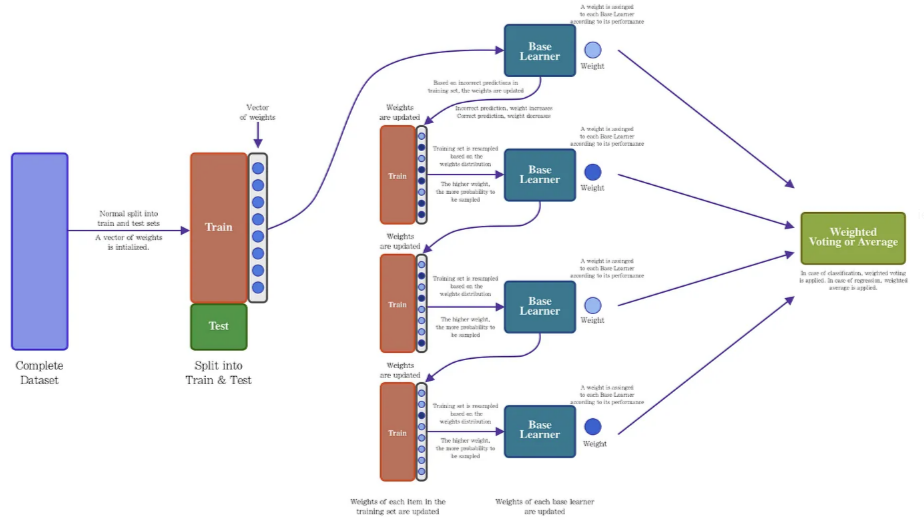 A weight is assinged
to each Base Learner
according to its performance
Base
Learner
Weight
Based on incorrect predictions in
training set, the weights are updated
Incorrect prediction, weight increases
Correct prediction, weight decreases
Vector
of weights
Weights
are updated
Train
Training set is resampled
based on the
weights distribution
The higher weight,
the more probability to
be sampled
A weight is assinged
to each Base Learner
according to its performance
Base
Learner
Weight
Normal split into
train and test sets
A vector of weights
is intialized.
Train
Test
Complete
Dataset
Split into
Train & Test
Weights
are updated
Train
Training set is resampled
based on the
weights distribution
The higher weight,
the more probability to
be sampled
A weight is assinged
to each Base Learner
according to its performance
Base
Learner
Weight
Weighted
Voting or Average
In case of classification, weighted voting
is applied. In case of regression, weighted
average is applied.
Weights
are updated
Train
Training set is resampled
based on the
weights distribution
The higher weight,
the more probability to
be sampled
A weight is assinged
to each Base Learner
according to its performance
Base
Learner
Weight
Weights of each item in the
training set are updated
Weights of each base learner
are updated